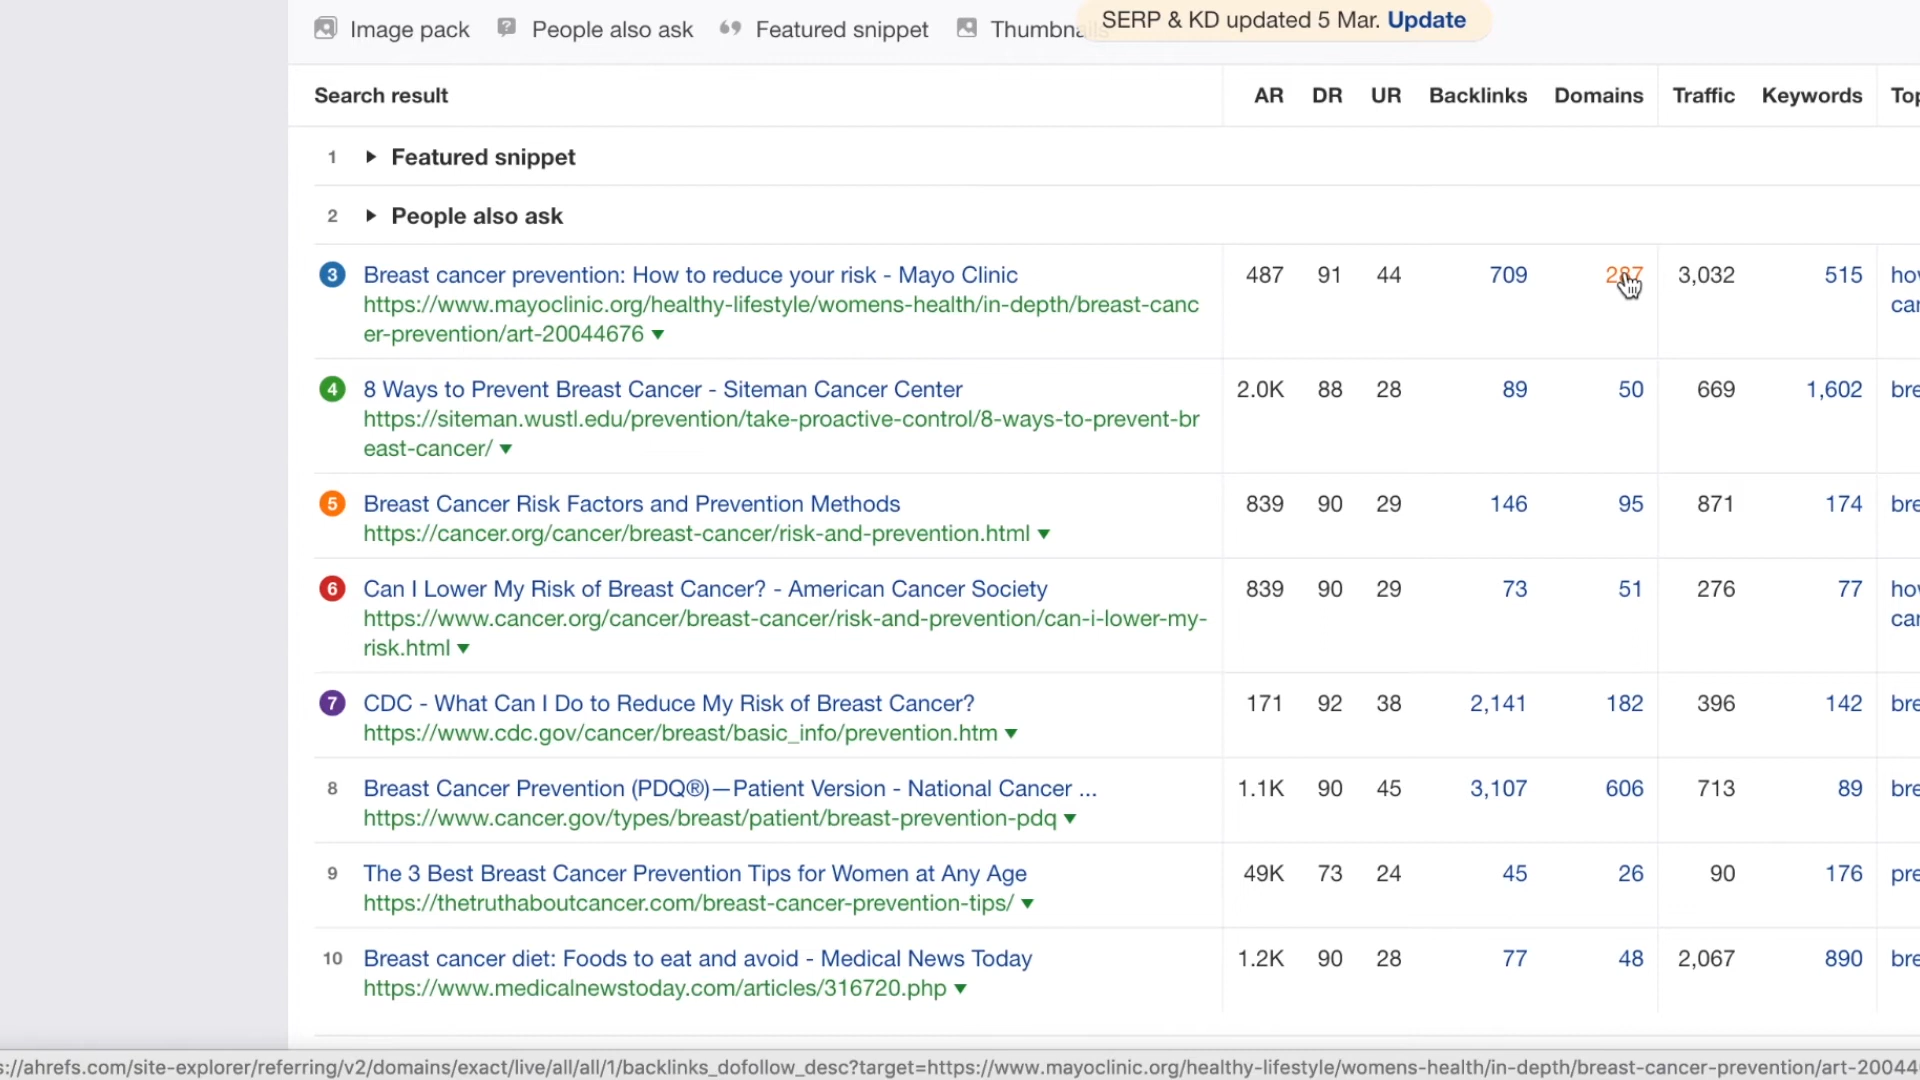 Image pack People also ask Featured snippet SERP & KD updated 5 Mar. Update
Search result AR DR UR Backlinks Domains Traffic Keywords
1 Featured snippet
2 People also ask
3 Breast cancer prevention: How to reduce your risk - Mayo Clinic 487 91 44 709 3,032 515
https://www.mayoclinic.org/healthy-lifestyle/womens-health/in-depth/breast-canc
er-prevention/art-20044676
4 8 Ways to Prevent Breast Cancer - Siteman Cancer Center 2.0K 88 28 89 50 669 1,602
https://siteman.wustl.edu/prevention/take-proactive-control/8-ways-to-prevent-br
east-cancer/
5 Breast Cancer Risk Factors and Prevention Methods 839 90 29 146 95 871 174
https://cancer.org/cancer/breast-cancer/risk-and-prevention.html
6 Can I Lower My Risk of Breast Cancer? - American Cancer Society 839 90 29 73 51 276 77
https://www.cancer.org/cancer/breast-cancer/risk-and-prevention/can-i-lower-my-
risk.html
7 CDC - What Can I Do to Reduce My Risk of Breast Cancer? 171 92 38 2,141 182 396 142
https://www.cdc.gov/cancer/breast/basic_info/prevention.htm
8 Breast Cancer Prevention (PDQ®)—Patient Version - National Cancer ... 1.1K 90 45 3,107 606 713 89
https://www.cancer.gov/types/breast/patient/breast-prevention-pdq
9 The 3 Best Breast Cancer Prevention Tips for Women at Any Age 49K 73 24 45 26 90 176
https://thetruthaboutcancer.com/breast-cancer-prevention-tips/
10 Breast cancer diet: Foods to eat and avoid - Medical News Today 1.2K 90 28 77 48 2,067 890
https://www.medicalnewstoday.com/articles/316720.php
s://ahrefs.com/site-explorer/referring/v2/domains/exact/live/all/all/1/backlinks_dofollow_desc?target=https://www.mayoclinic.org/healthy-lifestyle/womens-health/in-depth/breast-cancer-prevention/art-20044